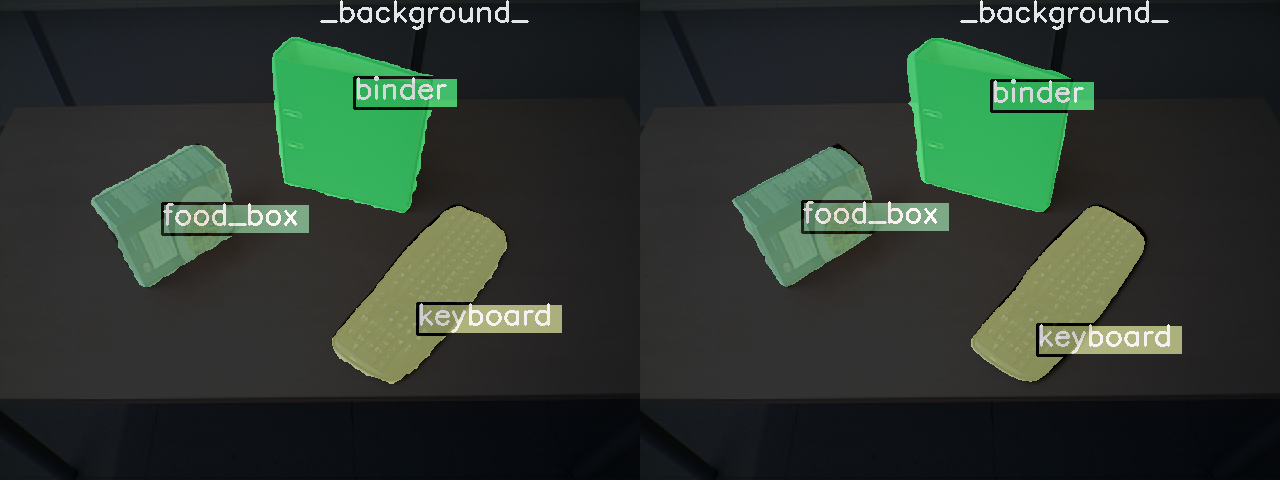 _background_
binder
food_box
keyboard
_background_
binder
food_box
keyboard